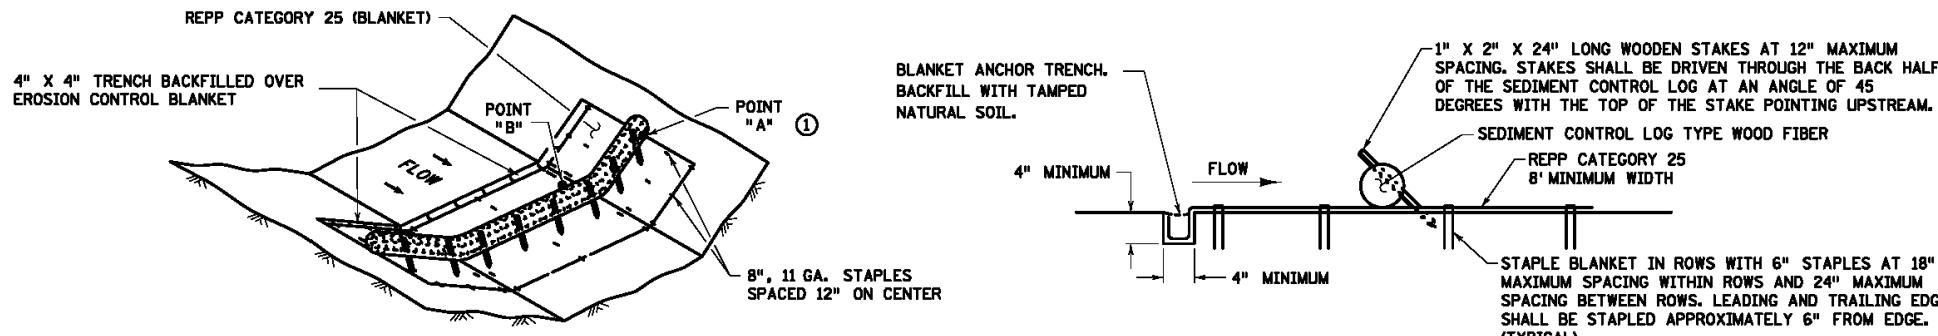 REPP CATEGORY 25 (BLANKET)
4" X 4" TRENCH BACKFILLED OVER
EROSION CONTROL BLANKET
POINT
"B"
POINT
"A" ①
FLOW
8", 11 GA. STAPLES
SPACED 12" ON CENTER
BLANKET ANCHOR TRENCH.
BACKFILL WITH TAMPED
NATURAL SOIL.
4" MINIMUM
FLOW
4" MINIMUM
1" X 2" X 24" LONG WOODEN STAKES AT 12" MAXIMUM
SPACING. STAKES SHALL BE DRIVEN THROUGH THE BACK HALF
OF THE SEDIMENT CONTROL LOG AT AN ANGLE OF 45
DEGREES WITH THE TOP OF THE STAKE POINTING UPSTREAM.
SEDIMENT CONTROL LOG TYPE WOOD FIBER
REPP CATEGORY 25
8' MINIMUM WIDTH
STAPLE BLANKET IN ROWS WITH 6" STAPLES AT 18"
MAXIMUM SPACING WITHIN ROWS AND 24" MAXIMUM
SPACING BETWEEN ROWS. LEADING AND TRAILING EDG
SHALL BE STAPLED APPROXIMATELY 6" FROM EDGE.